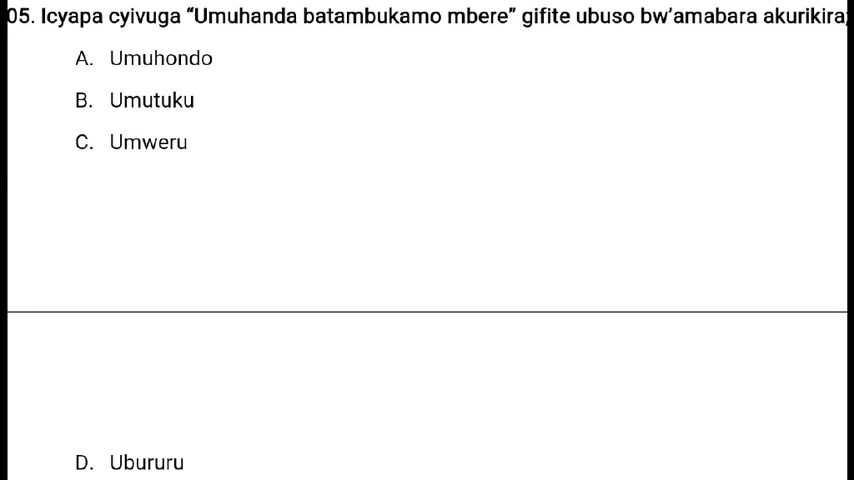 05. Icyapa cyivuga “Umuhanda batambukamo mbere” gifite ubuso bw’amabara akurikira;
A. Umuhondo
B. Umutuku
C. Umweru
D. Ubururu